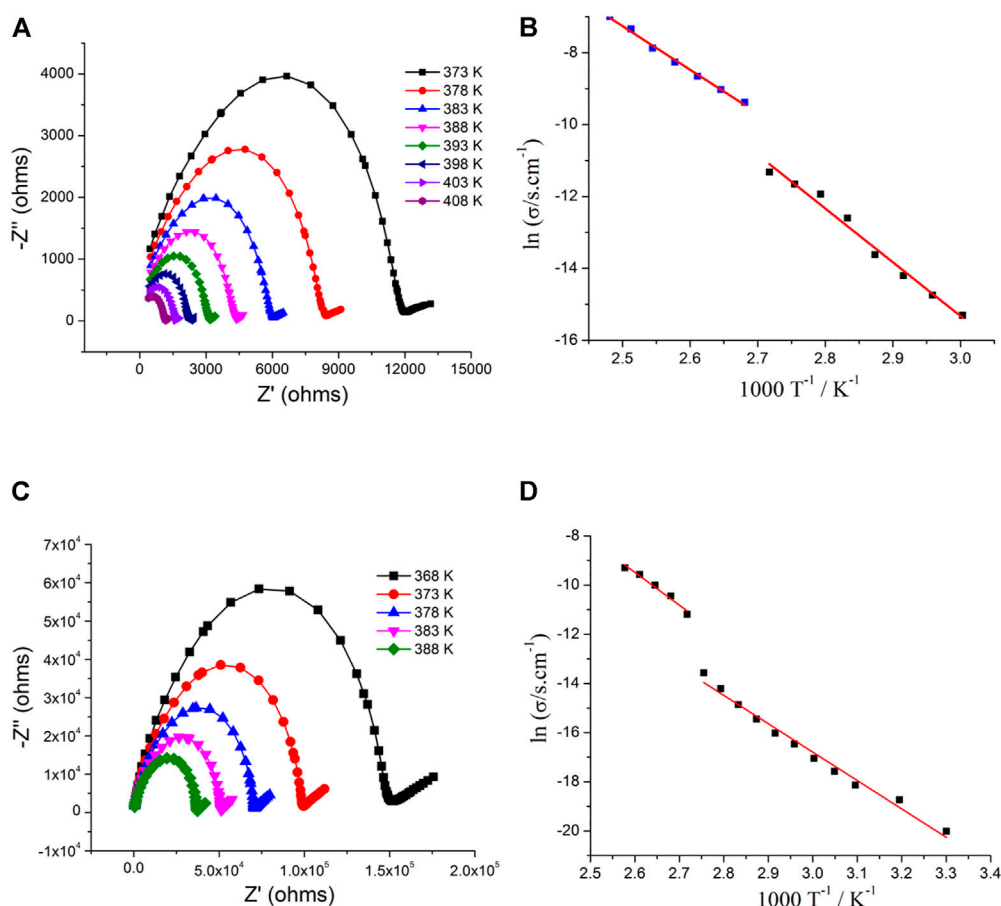 A
4000
3000
2000
1000
0
-Z'' (ohms)
373 K
378 K
383 K
388 K
393 K
398 K
403 K
408 K
0 3000 6000 9000 12000 15000
Z' (ohms)
B
-8
-10
-12
-14
-16
ln (σ/s.cm⁻¹)
2.5 2.6 2.7 2.8 2.9 3.0
1000 T⁻¹ / K⁻¹
C
7x10⁴
6x10⁴
5x10⁴
4x10⁴
3x10⁴
2x10⁴
1x10⁴
0
-1x10⁴
-Z'' (ohms)
368 K
373 K
378 K
383 K
388 K
0.0 5.0x10⁴ 1.0x10⁵ 1.5x10⁵ 2.0x10⁵
Z' (ohms)
D
-8
-10
-12
-14
-16
-18
-20
ln (σ/s.cm⁻¹)
2.5 2.6 2.7 2.8 2.9 3.0 3.1 3.2 3.3 3.4
1000 T⁻¹ / K⁻¹